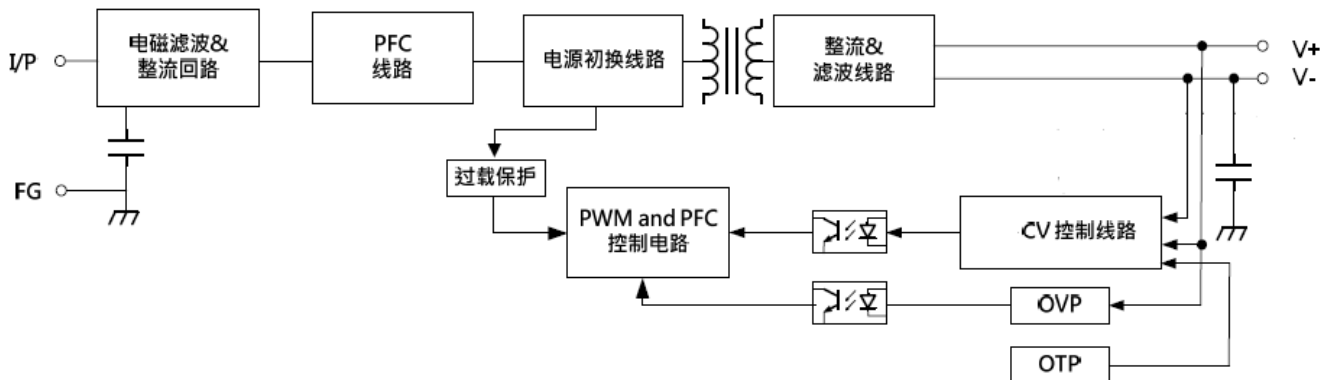 I/P
电磁滤波&
整流回路
PFC
线路
电源初换线路
整流&
滤波线路
V+
V-
FG
过载保护
PWM and PFC
控制电路
CV 控制线路
OVP
OTP